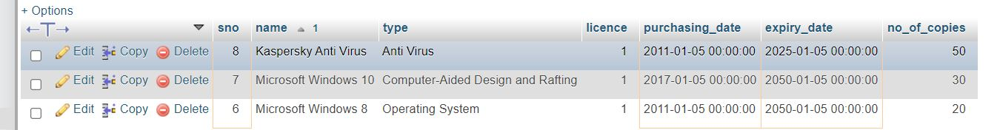 + Options
←T→ sno name 1 type licence purchasing_date expiry_date no_of_copies
Edit Copy Delete 8 Kaspersky Anti Virus Anti Virus 1 2011-01-05 00:00:00 2025-01-05 00:00:00 50
Edit Copy Delete 7 Microsoft Windows 10 Computer-Aided Design and Rafting 1 2017-01-05 00:00:00 2050-01-05 00:00:00 30
Edit Copy Delete 6 Microsoft Windows 8 Operating System 1 2011-01-05 00:00:00 2050-01-05 00:00:00 20